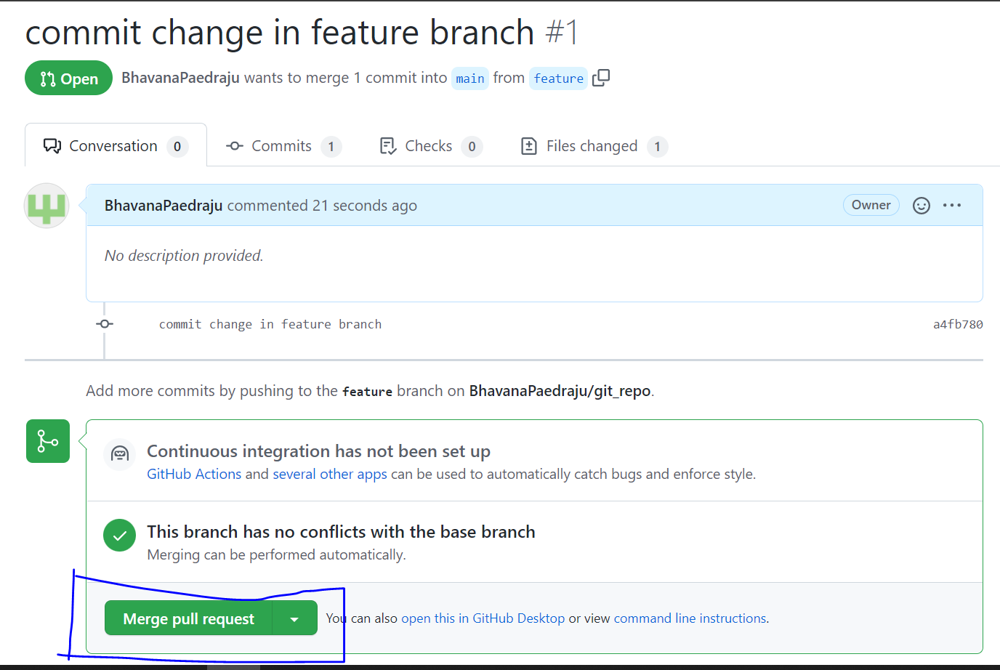 commit change in feature branch #1
Open BhavanaPaedraju wants to merge 1 commit into main from feature
Conversation 0 Commits 1 Checks 0 Files changed 1
BhavanaPaedraju commented 21 seconds ago Owner
No description provided.
commit change in feature branch a4fb780
Add more commits by pushing to the feature branch on BhavanaPaedraju/git_repo.
Continuous integration has not been set up
GitHub Actions and several other apps can be used to automatically catch bugs and enforce style.
This branch has no conflicts with the base branch
Merging can be performed automatically.
Merge pull request You can also open this in GitHub Desktop or view command line instructions.